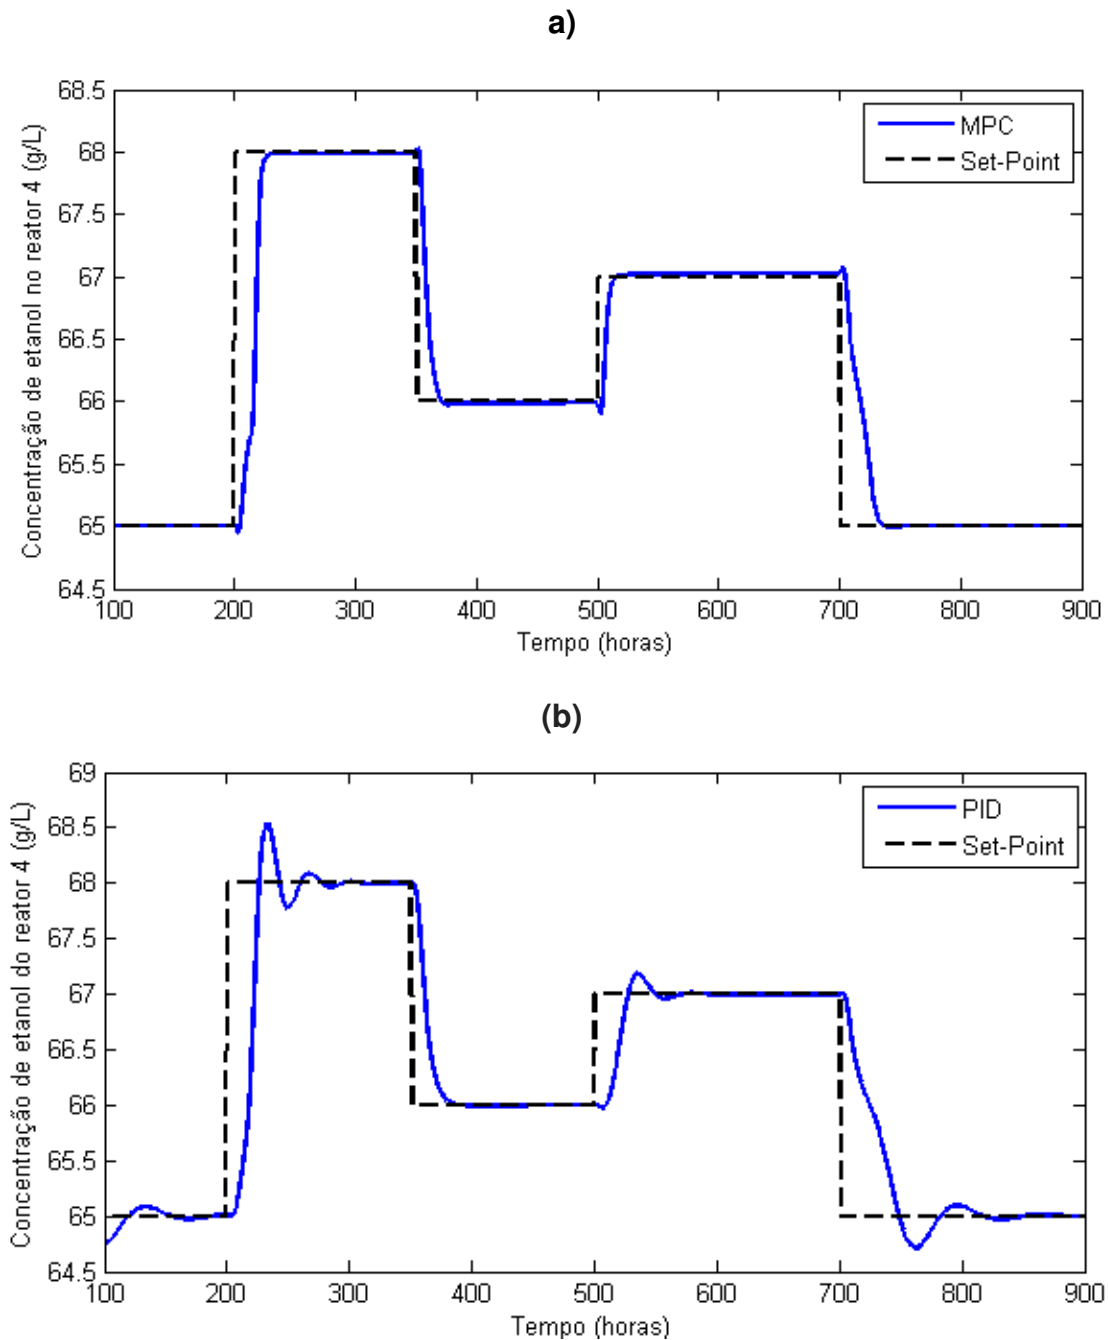 a)
68.5
68
67.5
67
66.5
66
65.5
65
64.5
Concentração de etanol no reator 4 (g/L)
MPC
Set-Point
100 200 300 400 500 600 700 800 900
Tempo (horas)
(b)
69
68.5
68
67.5
67
66.5
66
65.5
65
64.5
Concentração de etanol do reator 4 (g/L)
PID
Set-Point
100 200 300 400 500 600 700 800 900
Tempo (horas)